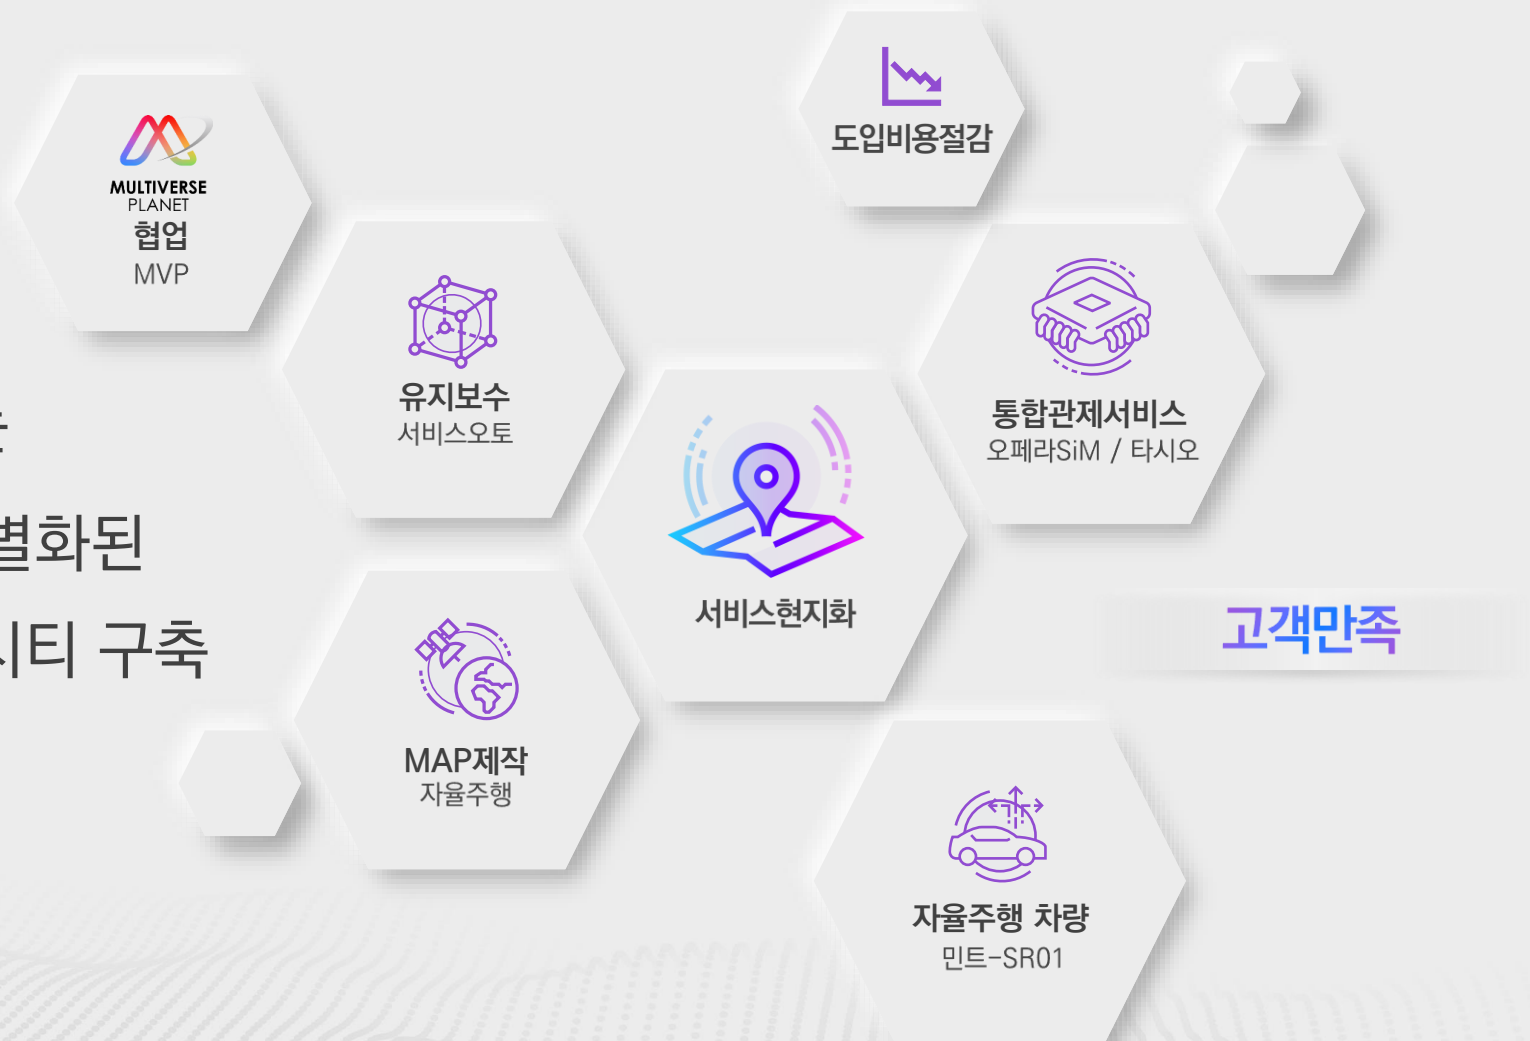 MULTIVERSE
PLANET
협업
MVP
도입비용절감
유지보수
서비스오토
통합관제서비스
오페라SiM / 타시오
별화된
시티 구축
서비스현지화
고객만족
MAP제작
자율주행
자율주행 차량
민트-SR01